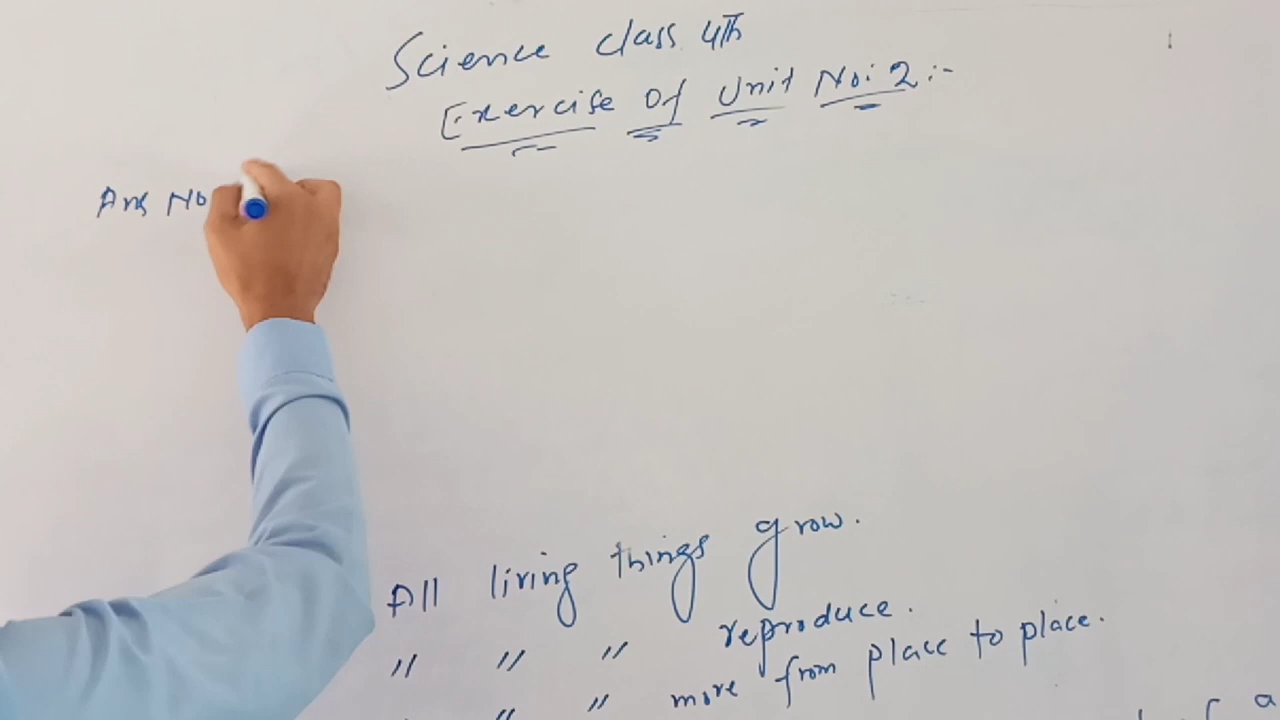 Science class 4th
Exercise Of Unit No: 2 :-
Ans No
All living things grow.
" " " reproduce.
" " " more from place to place.